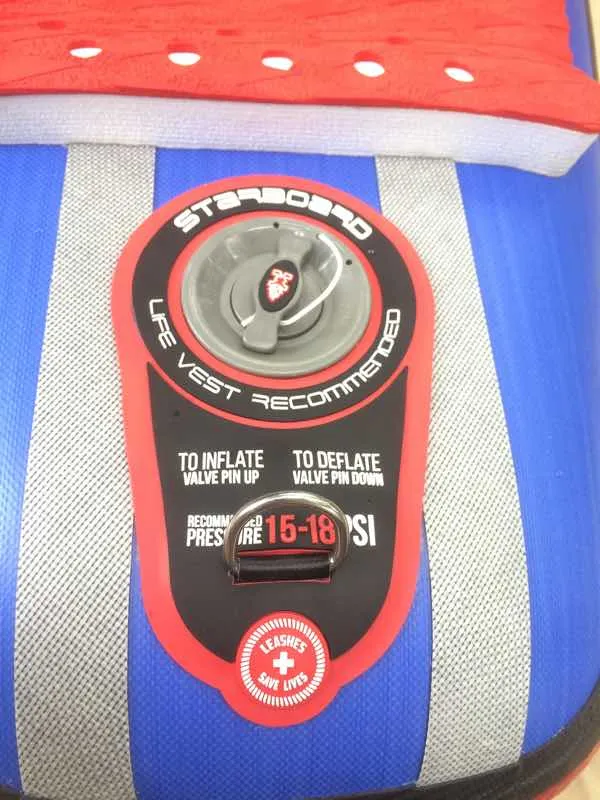 STARBOARD
LIFE VEST RECOMMENDED
TO INFLATE
VALVE PIN UP
TO DEFLATE
VALVE PIN DOWN
RECOMMENDED
PRESSURE 15-18 PSI
LEASHES
SAVE LIVES